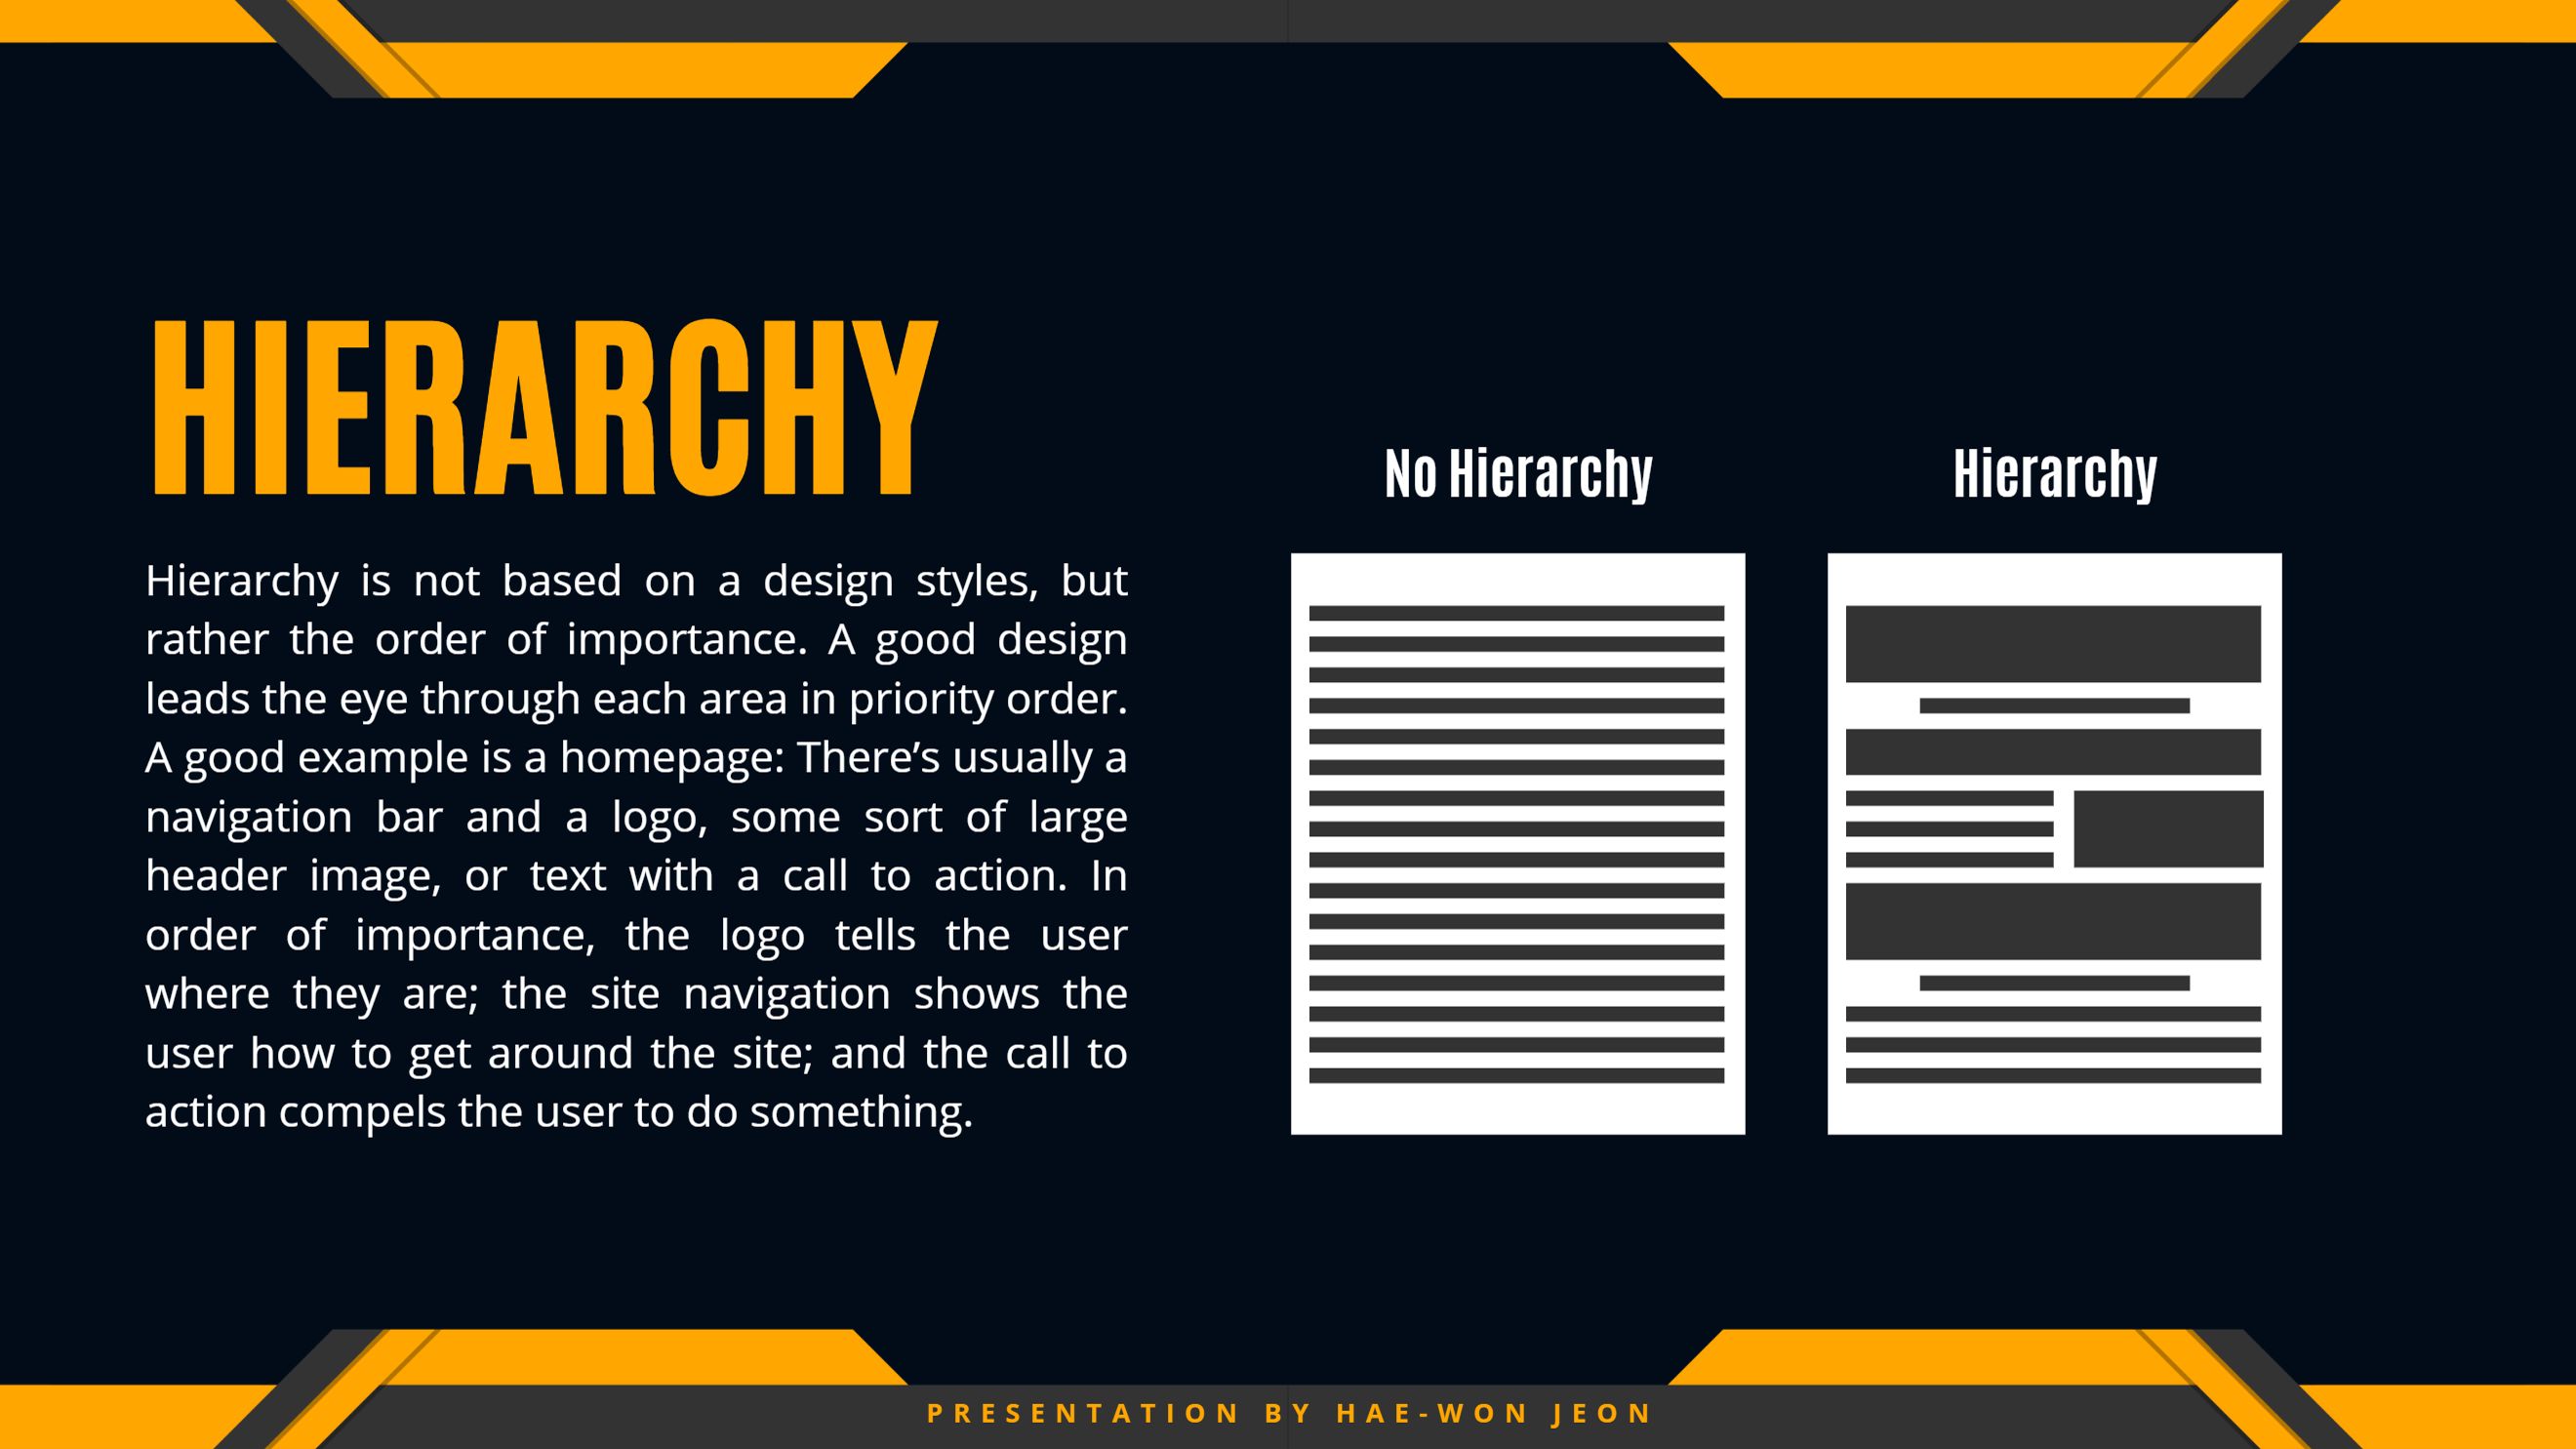 HIERARCHY
Hierarchy is not based on a design styles, but
rather the order of importance. A good design
leads the eye through each area in priority order.
A good example is a homepage: There’s usually a
navigation bar and a logo, some sort of large
header image, or text with a call to action. In
order of importance, the logo tells the user
where they are; the site navigation shows the
user how to get around the site; and the call to
action compels the user to do something.
No Hierarchy
Hierarchy
PRESENTATION BY HAE-WON JEON